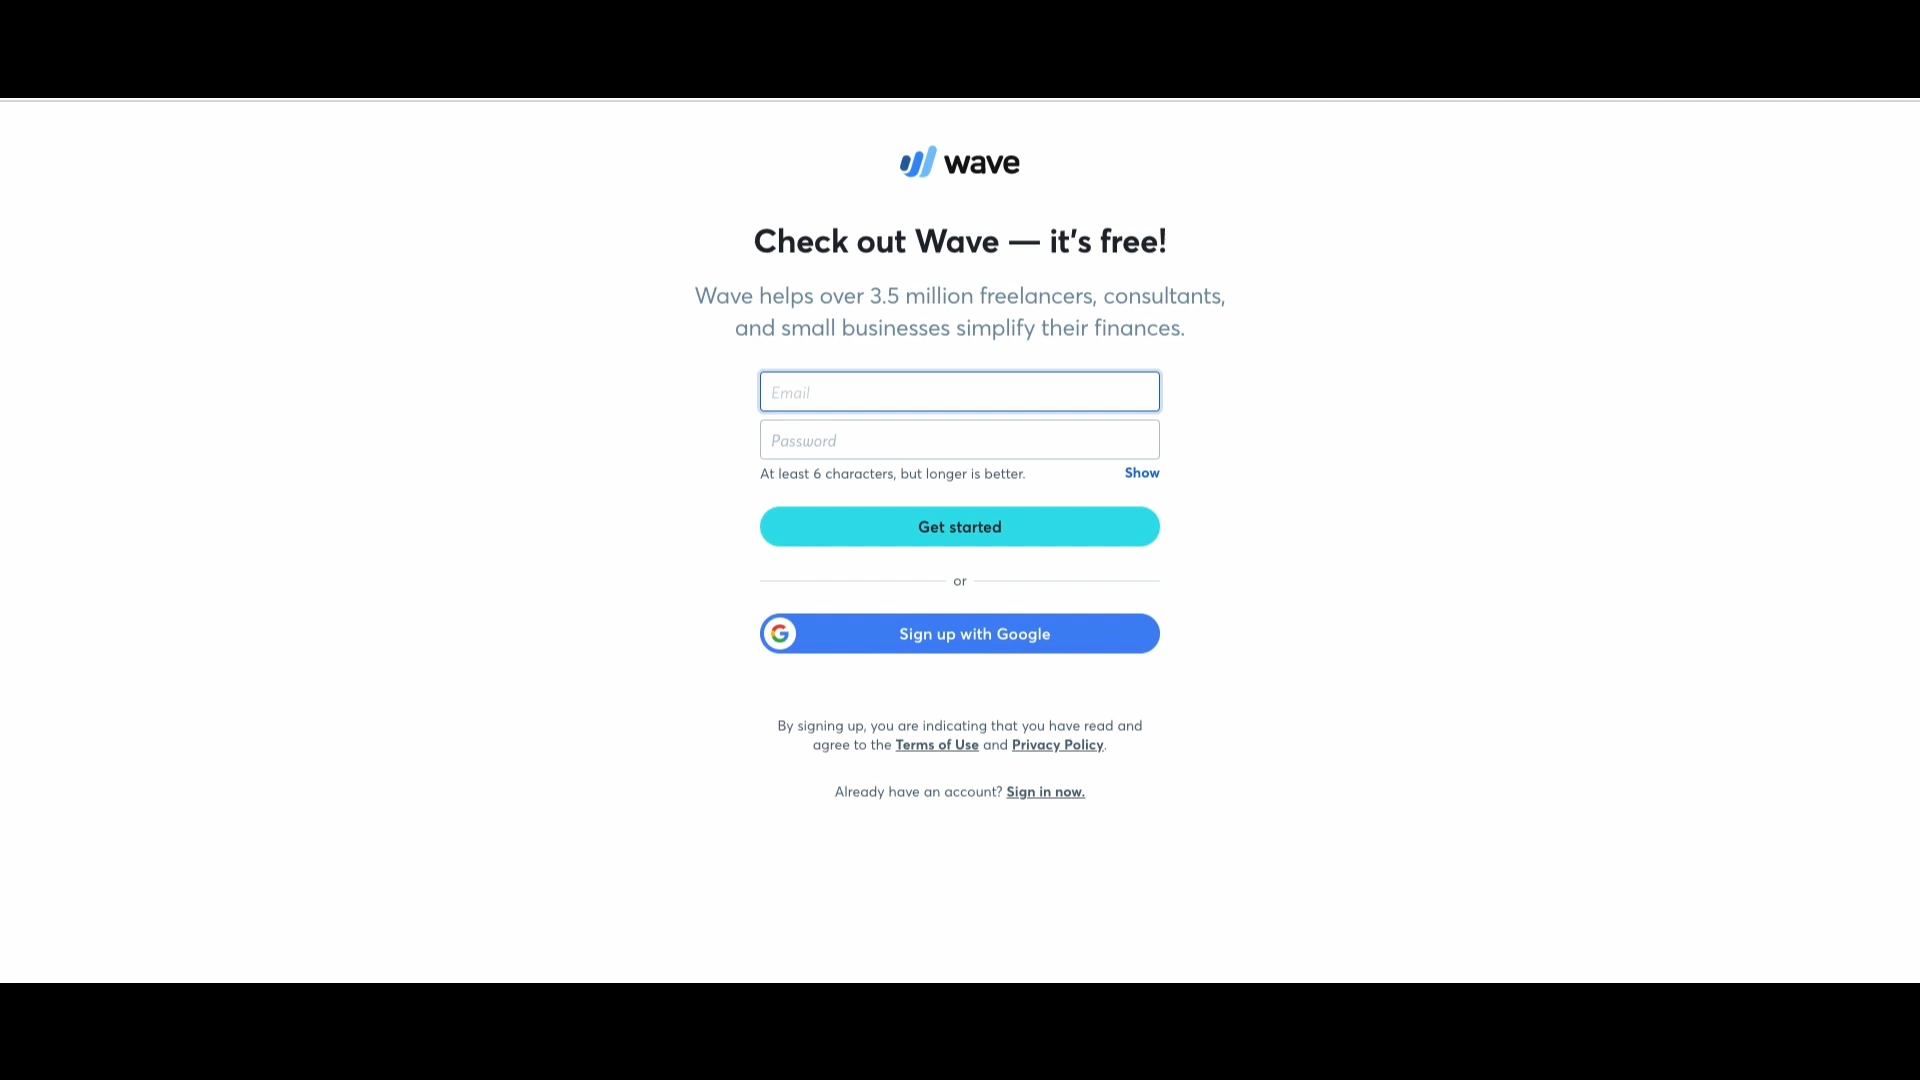 wave
Check out Wave — it's free!
Wave helps over 3.5 million freelancers, consultants,
and small businesses simplify their finances.
Email
Password
At least 6 characters, but longer is better.
Show
Get started
or
G
Sign up with Google
By signing up, you are indicating that you have read and
agree to the Terms of Use and Privacy Policy.
Already have an account? Sign in now.